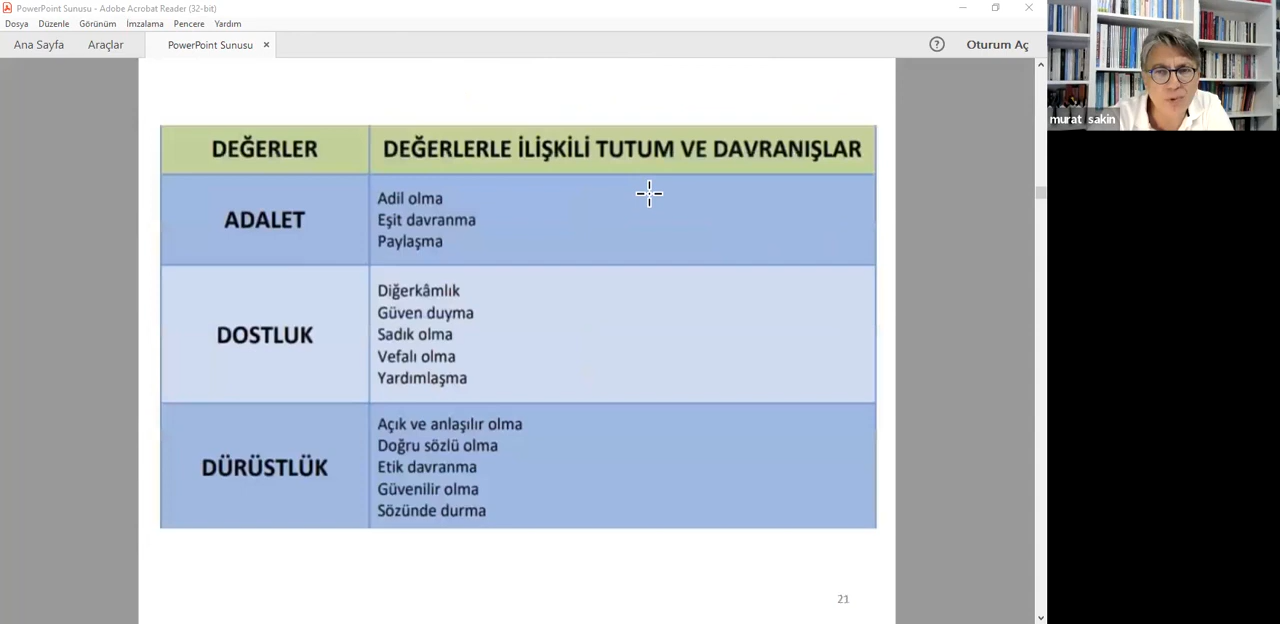 PowerPoint Sunusu - Adobe Acrobat Reader (32-bit)
Dosya Düzenle Görünüm İmzalama Pencere Yardım
Ana Sayfa Araçlar PowerPoint Sunusu × ? Oturum Aç
murat sakin
DEĞERLER
DEĞERLERLE İLİŞKİLİ TUTUM VE DAVRANIŞLAR
ADALET
Adil olma
Eşit davranma
Paylaşma
DOSTLUK
Diğerkâmlık
Güven duyma
Sadık olma
Vefalı olma
Yardımlaşma
DÜRÜSTLÜK
Açık ve anlaşılır olma
Doğru sözlü olma
Etik davranma
Güvenilir olma
Sözünde durma
21